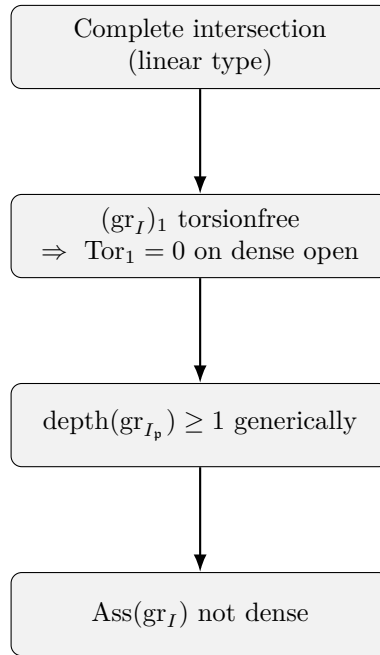 Complete intersection
(linear type)
(gr_I)_1 torsionfree
⇒ Tor_1 = 0 on dense open
depth(gr_{I_𝔭}) ≥ 1 generically
Ass(gr_I) not dense